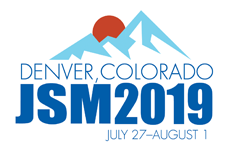 DENVER, COLORADO
JSM2019
JULY 27–AUGUST 1